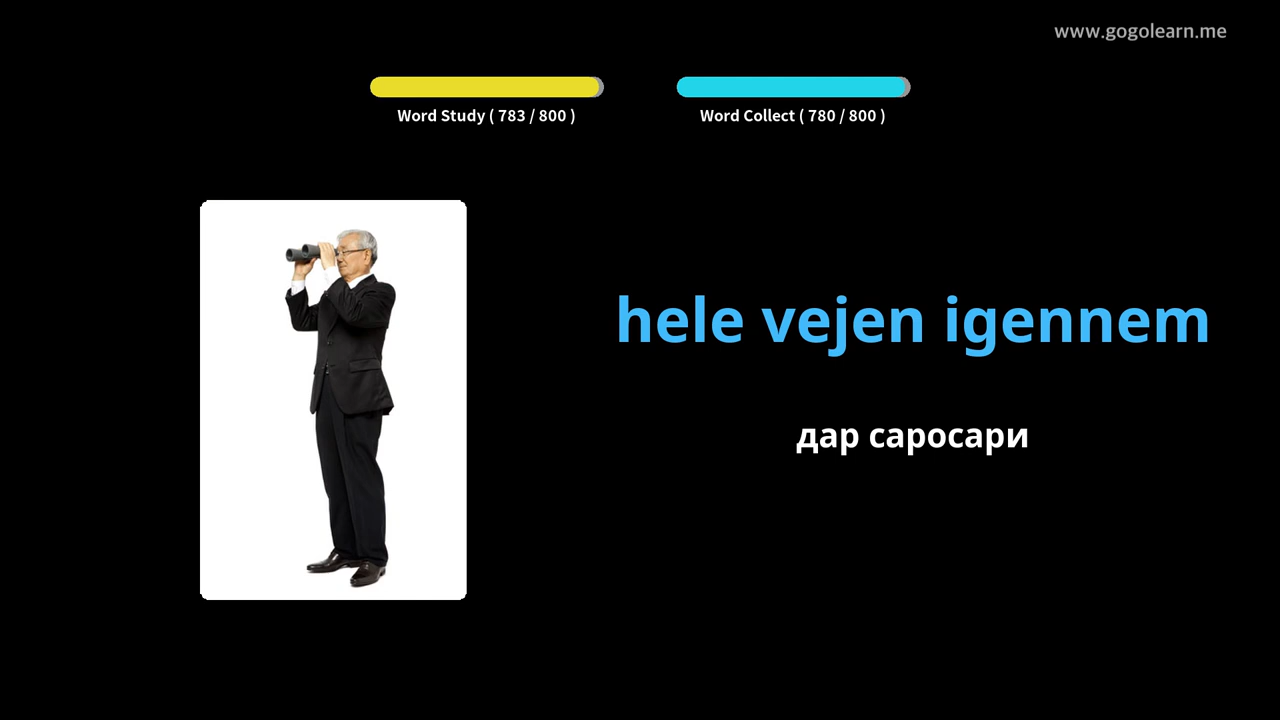 www.gogolearn.me
Word Study ( 783 / 800 )
Word Collect ( 780 / 800 )
hele vejen igennem
дар саросари